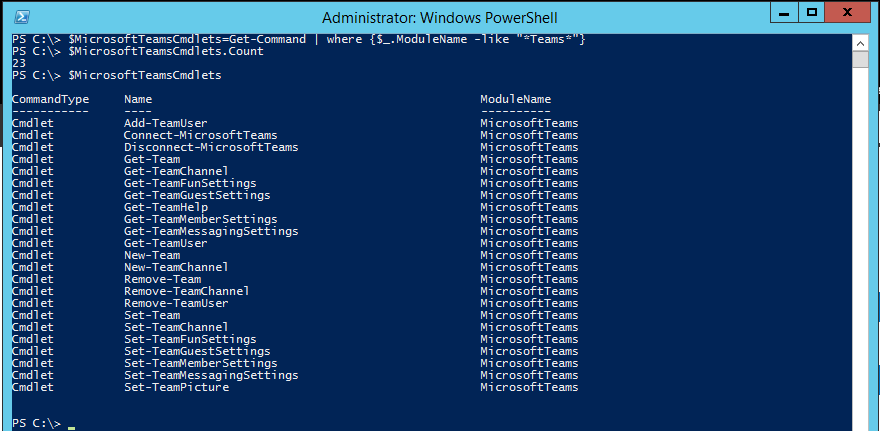 Administrator: Windows PowerShell
PS C:\> $MicrosoftTeamsCmdlets=Get-Command | where {$_.ModuleName -like "*Teams*"}
PS C:\> $MicrosoftTeamsCmdlets.Count
23
PS C:\> $MicrosoftTeamsCmdlets
CommandType Name ModuleName
----------- ---- ----------
Cmdlet Add-TeamUser MicrosoftTeams
Cmdlet Connect-MicrosoftTeams MicrosoftTeams
Cmdlet Disconnect-MicrosoftTeams MicrosoftTeams
Cmdlet Get-Team MicrosoftTeams
Cmdlet Get-TeamChannel MicrosoftTeams
Cmdlet Get-TeamFunSettings MicrosoftTeams
Cmdlet Get-TeamGuestSettings MicrosoftTeams
Cmdlet Get-TeamHelp MicrosoftTeams
Cmdlet Get-TeamMemberSettings MicrosoftTeams
Cmdlet Get-TeamMessagingSettings MicrosoftTeams
Cmdlet Get-TeamUser MicrosoftTeams
Cmdlet New-Team MicrosoftTeams
Cmdlet New-TeamChannel MicrosoftTeams
Cmdlet Remove-Team MicrosoftTeams
Cmdlet Remove-TeamChannel MicrosoftTeams
Cmdlet Remove-TeamUser MicrosoftTeams
Cmdlet Set-Team MicrosoftTeams
Cmdlet Set-TeamChannel MicrosoftTeams
Cmdlet Set-TeamFunSettings MicrosoftTeams
Cmdlet Set-TeamGuestSettings MicrosoftTeams
Cmdlet Set-TeamMemberSettings MicrosoftTeams
Cmdlet Set-TeamMessagingSettings MicrosoftTeams
Cmdlet Set-TeamPicture MicrosoftTeams
PS C:\> _